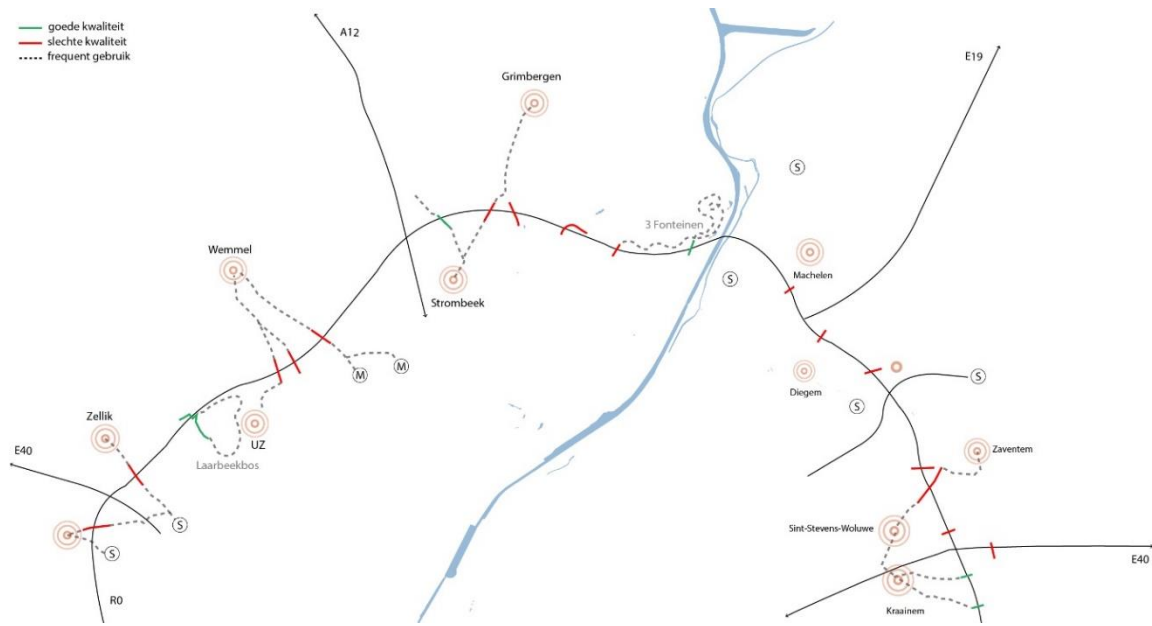 goede kwaliteit
slechte kwaliteit
frequent gebruik
A12
E19
Grimbergen
S
3 Fonteinen
Wemmel
Machelen
S
Strombeek
M
M
Diegem
S
S
Zellik
UZ
Zaventem
E40
Laarbeekbos
S
Sint-Stevens-Woluwe
S
E40
R0
Kraainem